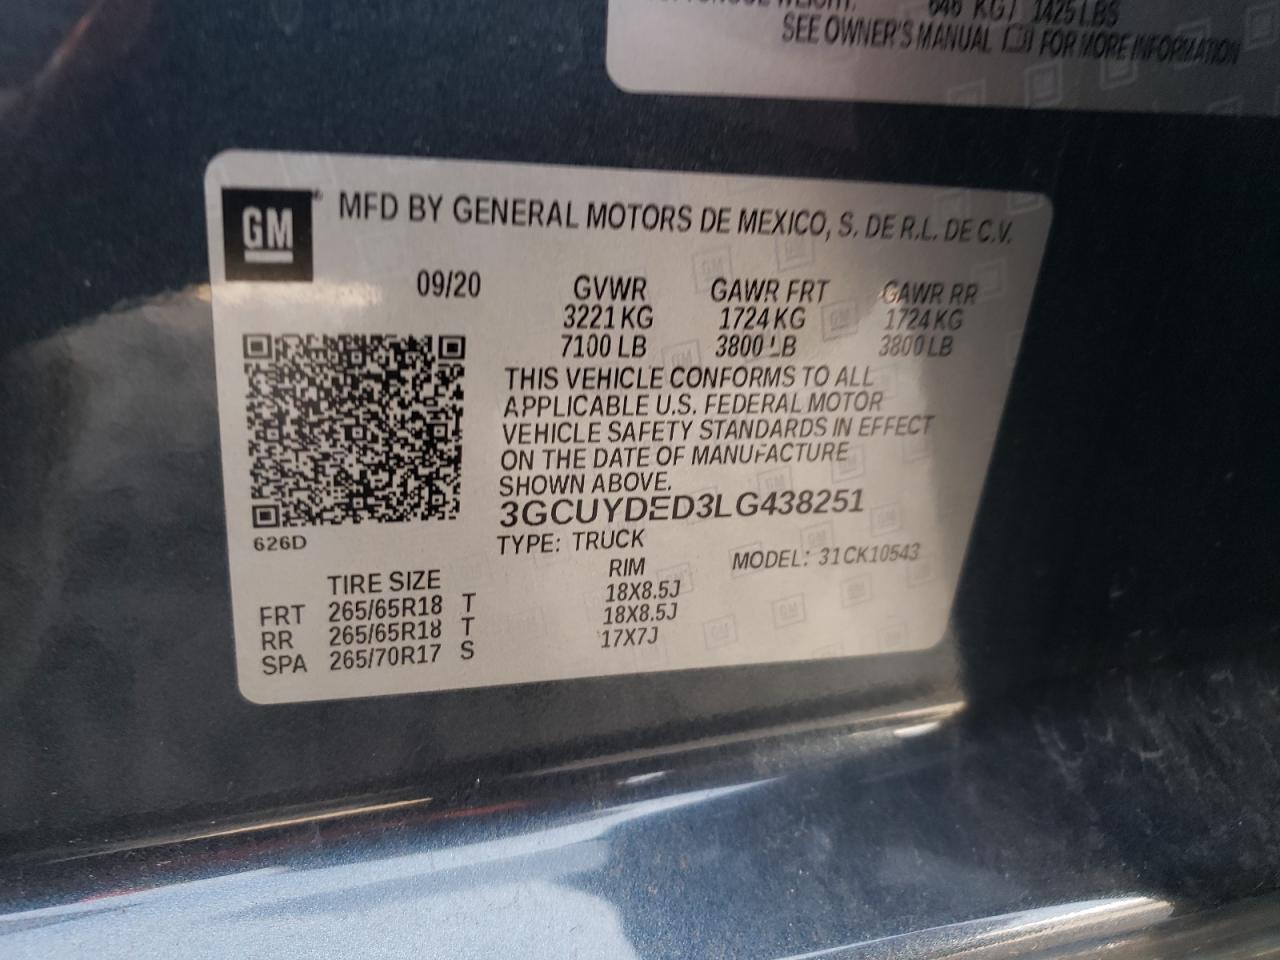 646 KG / 1425 LBS
SEE OWNER'S MANUAL FOR MORE INFORMATION
GM ® MFD BY GENERAL MOTORS DE MEXICO, S. DE R.L. DE C.V.
09/20 GVWR GAWR FRT GAWR RR
3221 KG 1724 KG 1724 KG
7100 LB 3800 LB 3800 LB
THIS VEHICLE CONFORMS TO ALL
APPLICABLE U.S. FEDERAL MOTOR
VEHICLE SAFETY STANDARDS IN EFFECT
ON THE DATE OF MANUFACTURE
SHOWN ABOVE.
3GCUYDED3LG438251
626D
TYPE: TRUCK
MODEL: 31CK10543
TIRE SIZE RIM
FRT 265/65R18 T 18X8.5J
RR 265/65R18 T 18X8.5J
SPA 265/70R17 S 17X7J